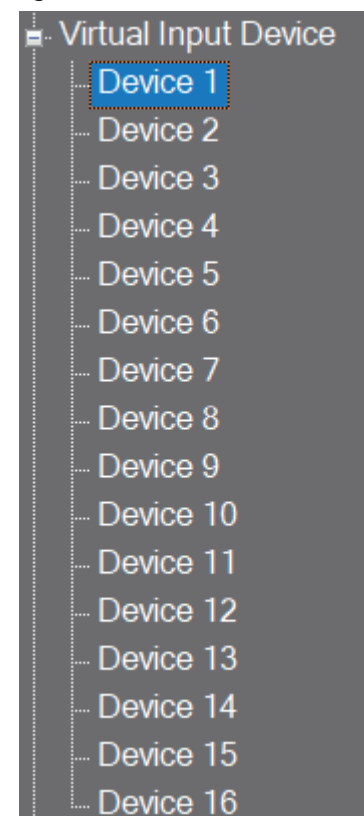 Virtual Input Device
Device 1
Device 2
Device 3
Device 4
Device 5
Device 6
Device 7
Device 8
Device 9
Device 10
Device 11
Device 12
Device 13
Device 14
Device 15
Device 16